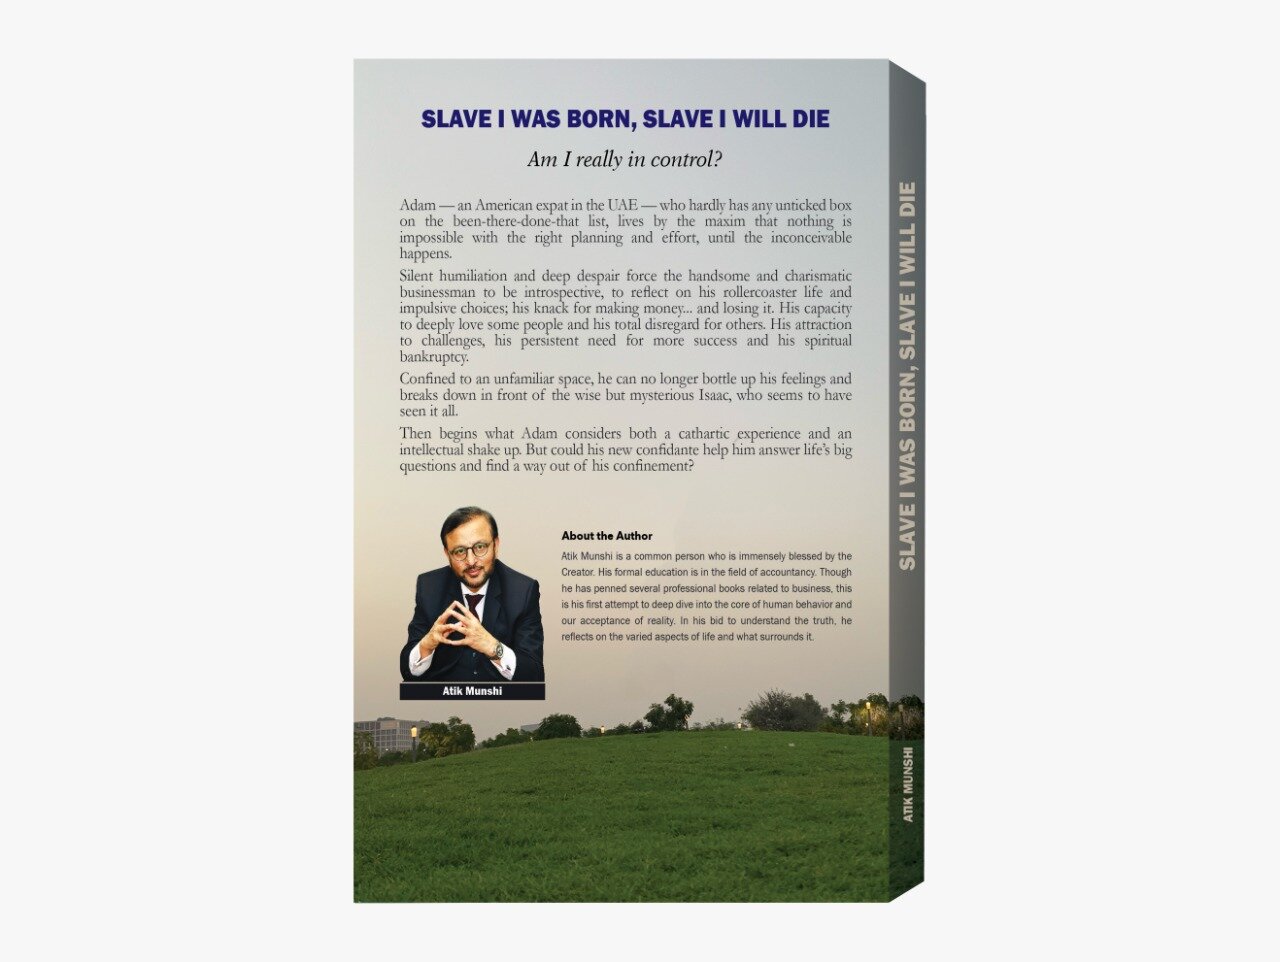 SLAVE I WAS BORN, SLAVE I WILL DIE
Am I really in control?
Adam — an American expat in the UAE — who hardly has any unticked box
on the been-there-done-that list, lives by the maxim that nothing is
impossible with the right planning and effort, until the inconceivable
happens.
Silent humiliation and deep despair force the handsome and charismatic
businessman to be introspective, to reflect on his rollercoaster life and
impulsive choices; his knack for making money... and losing it. His capacity
to deeply love some people and his total disregard for others. His attraction
to challenges, his persistent need for more success and his spiritual
bankruptcy.
Confined to an unfamiliar space, he can no longer bottle up his feelings and
breaks down in front of the wise but mysterious Isaac, who seems to have
seen it all.
Then begins what Adam considers both a cathartic experience and an
intellectual shake up. But could his new confidante help him answer life's big
questions and find a way out of his confinement?
About the Author
Atik Munshi is a common person who is immensely blessed by the
Creator. His formal education is in the field of accountancy. Though
he has penned several professional books related to business, this
is his first attempt to deep dive into the core of human behavior and
our acceptance of reality. In his bid to understand the truth, he
reflects on the varied aspects of life and what surrounds it.
Atik Munshi
SLAVE I WAS BORN, SLAVE I WILL DIE
ATIK MUNSHI